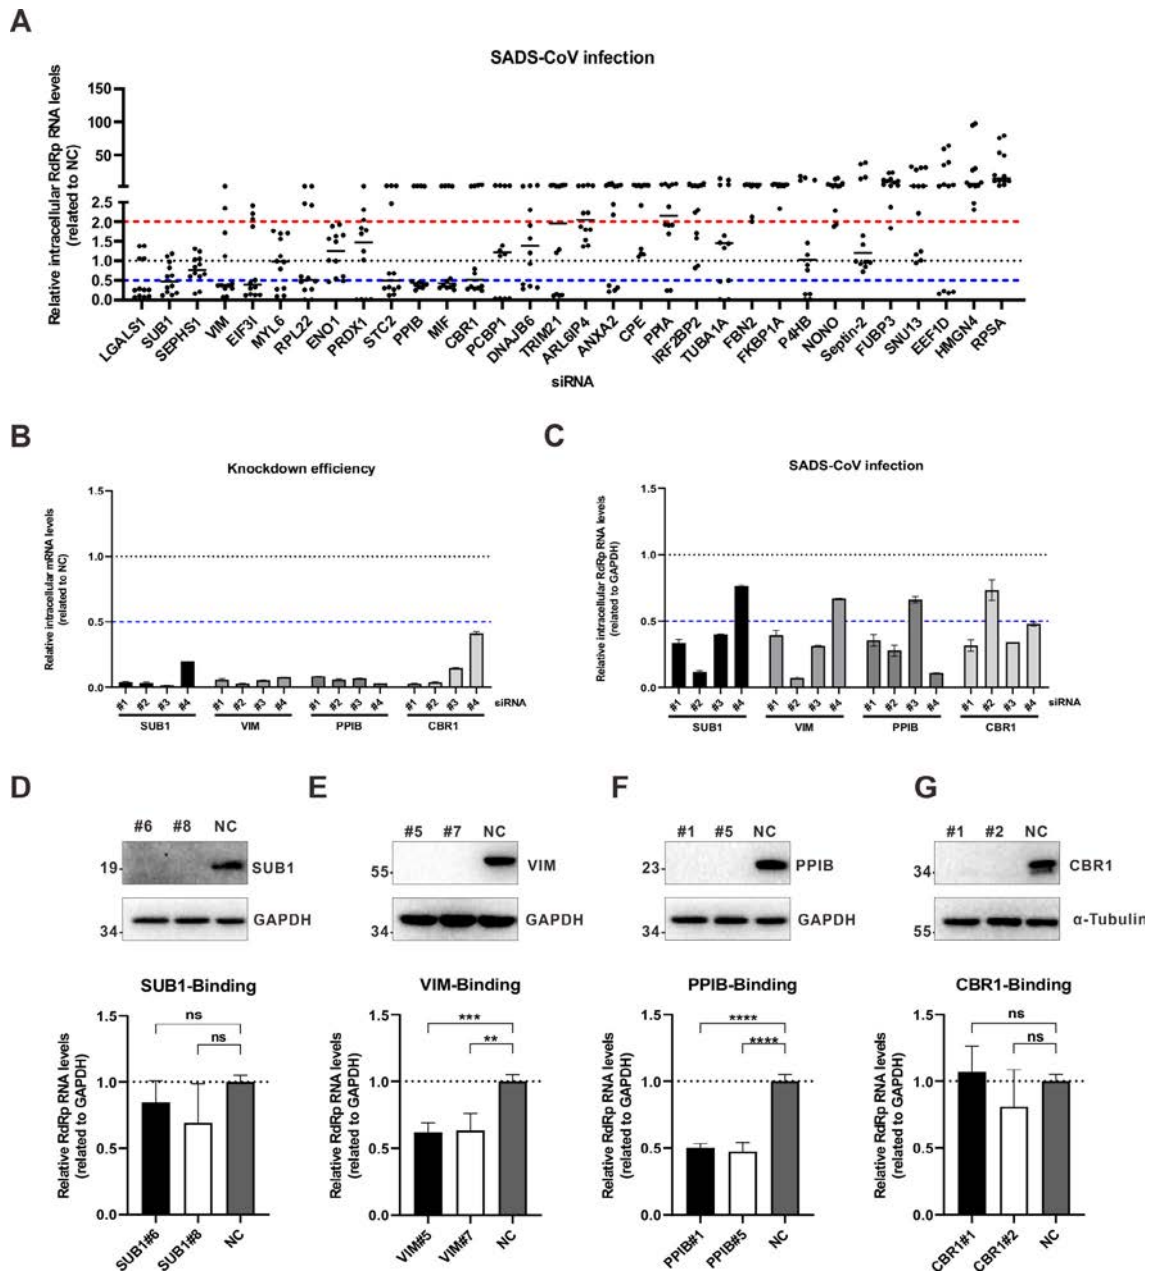 A
SADS-CoV infection
Relative intracellular RdRp RNA levels
(related to NC)
150
100
50
2.5
2.0
1.5
1.0
0.5
0.0
LGALS1
SUB1
SEPHS1
VIM
EIF3I
MYL6
RPL22
ENO1
PRDX1
STC2
PPIB
MIF
CBR1
PCBP1
DNAJB6
TRIM21
ARL6IP4
ANXA2
CPE
PPIA
IRF2BP2
TUBA1A
FBN2
FKBP1A
P4HB
NONO
Septin-2
FUBP3
SNU13
EEF1D
HMGN4
RPSA
siRNA
B
Knockdown efficiency
Relative intracellular mRNA levels
(related to NC)
1.5
1.0
0.5
0.0
#1 #2 #3 #4 #1 #2 #3 #4 #1 #2 #3 #4 #1 #2 #3 #4 siRNA
SUB1 VIM PPIB CBR1
C
SADS-CoV infection
Relative intracellular RdRp RNA levels
(related to GAPDH)
1.5
1.0
0.5
0.0
#1 #2 #3 #4 #1 #2 #3 #4 #1 #2 #3 #4 #1 #2 #3 #4 siRNA
SUB1 VIM PPIB CBR1
D
#6 #8 NC
19 SUB1
GAPDH
34
SUB1-Binding
Relative RdRp RNA levels
(related to GAPDH)
1.5
1.0
0.5
0.0
ns
ns
SUB1#6 SUB1#8 NC
E
#5 #7 NC
VIM
55
GAPDH
34
VIM-Binding
Relative RdRp RNA levels
(related to GAPDH)
1.5
1.0
0.5
0.0
***
**
VIM#5 VIM#7 NC
F
#1 #5 NC
23 PPIB
GAPDH
34
PPIB-Binding
Relative RdRp RNA levels
(related to GAPDH)
1.5
1.0
0.5
0.0
****
****
PPIB#1 PPIB#5 NC
G
#1 #2 NC
34 CBR1
α-Tubulin
55
CBR1-Binding
Relative RdRp RNA levels
(related to GAPDH)
1.5
1.0
0.5
0.0
ns
ns
CBR1#1 CBR1#2 NC